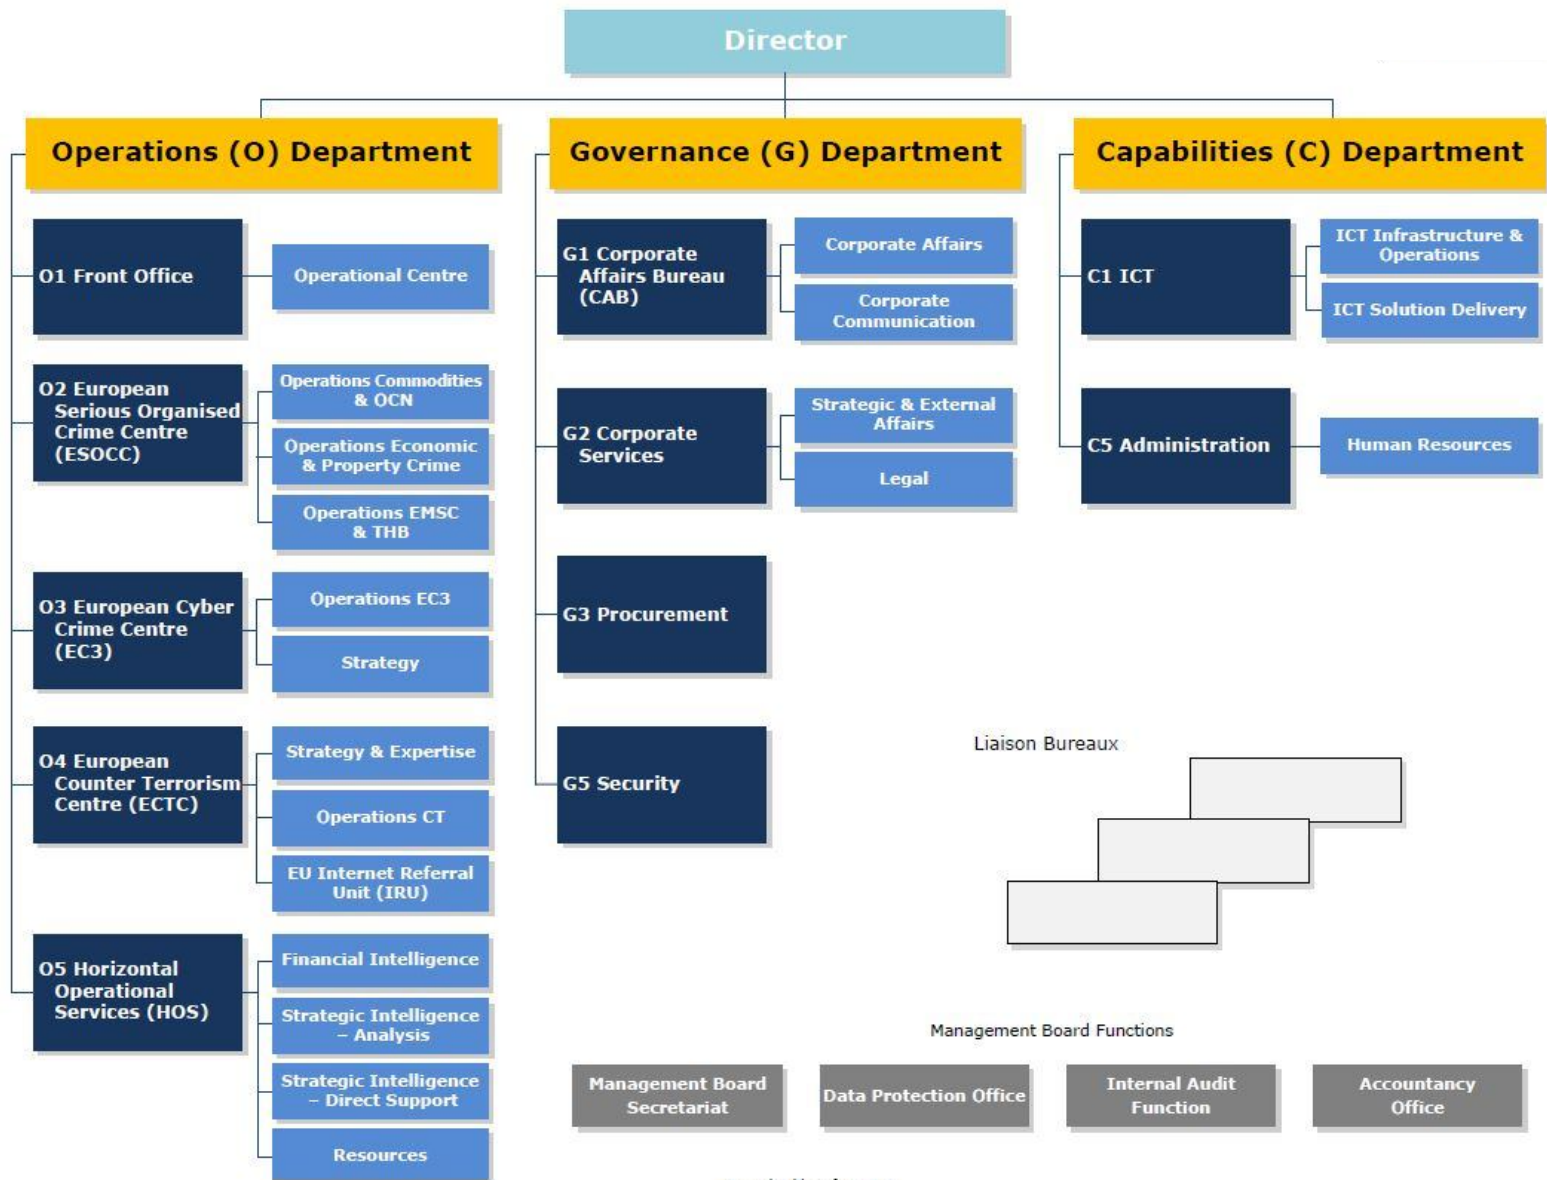 Director
Operations (O) Department
Governance (G) Department
Capabilities (C) Department
O1 Front Office
Operational Centre
O2 European
Serious Organised
Crime Centre
(ESOCC)
Operations Commodities
& OCN
Operations Economic
& Property Crime
Operations EMSC
& THB
O3 European Cyber
Crime Centre
(EC3)
Operations EC3
Strategy
O4 European
Counter Terrorism
Centre (ECTC)
Strategy & Expertise
Operations CT
EU Internet Referral
Unit (IRU)
O5 Horizontal
Operational
Services (HOS)
Financial Intelligence
Strategic Intelligence
– Analysis
Strategic Intelligence
– Direct Support
Resources
G1 Corporate
Affairs Bureau
(CAB)
Corporate Affairs
Corporate
Communication
G2 Corporate
Services
Strategic & External
Affairs
Legal
G3 Procurement
G5 Security
C1 ICT
ICT Infrastructure &
Operations
ICT Solution Delivery
C5 Administration
Human Resources
Liaison Bureaux
Management Board Functions
Management Board
Secretariat
Data Protection Office
Internal Audit
Function
Accountancy
Office